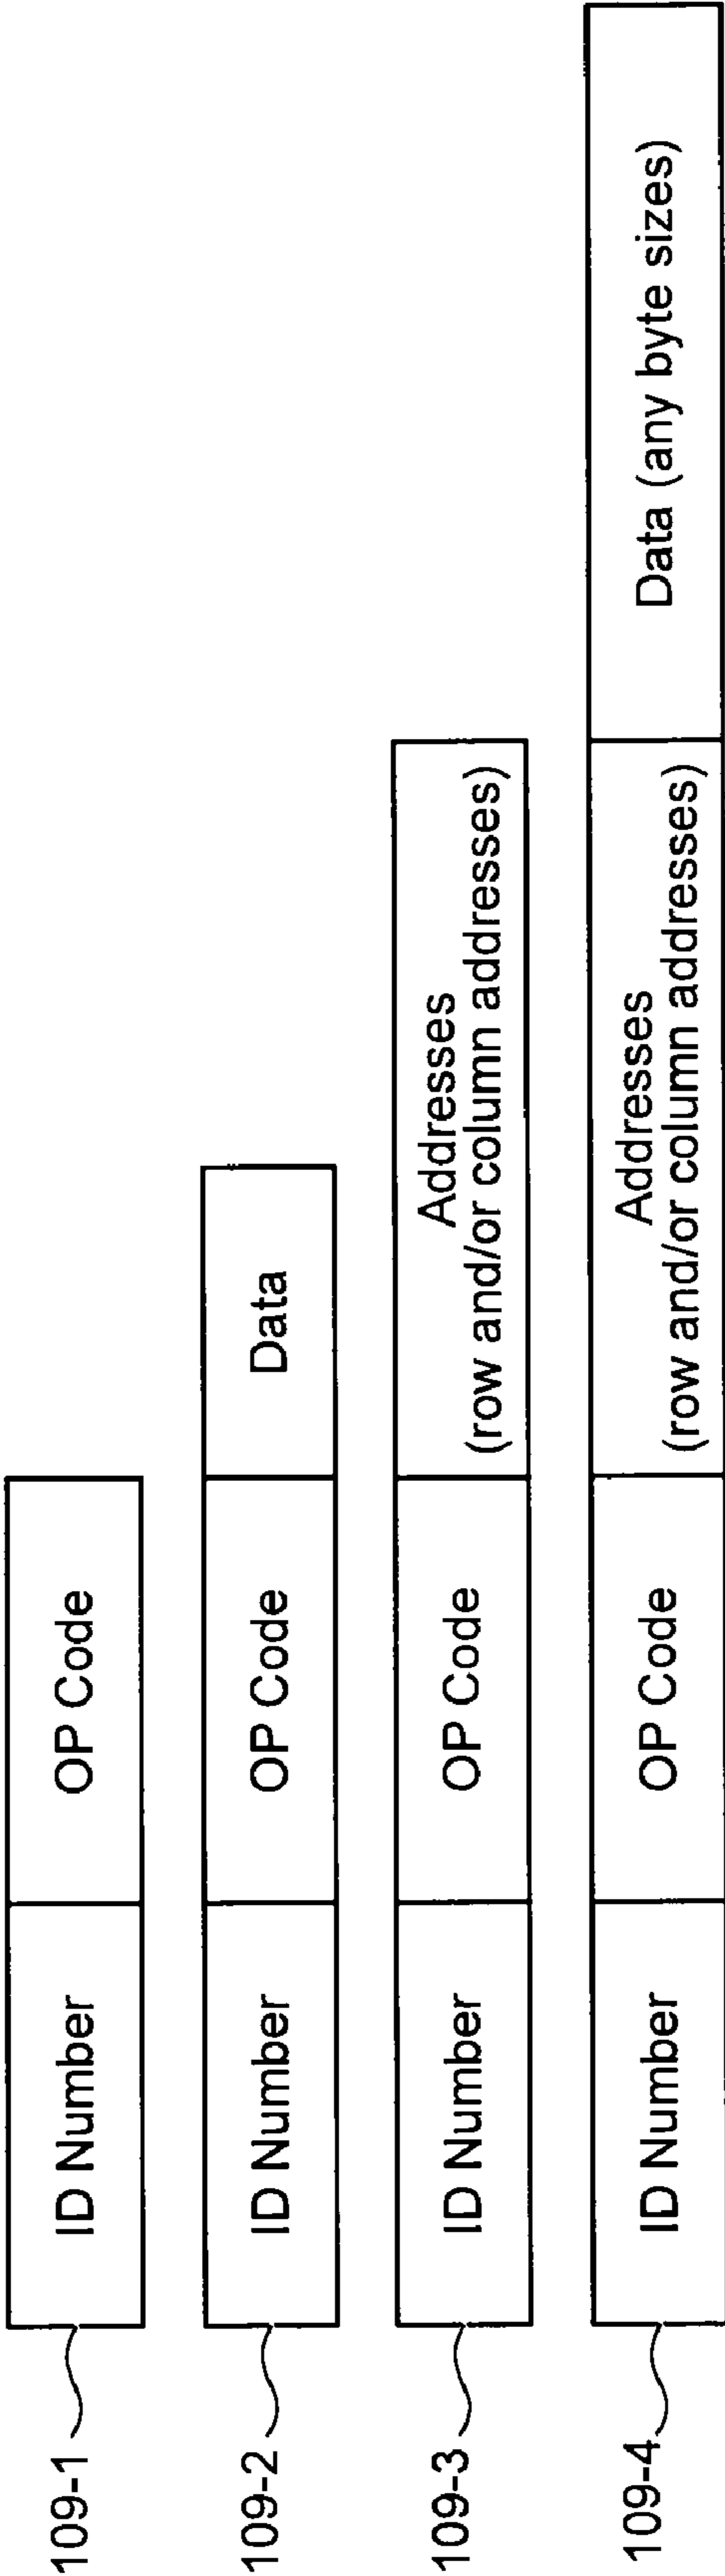 109-1
ID Number
OP Code
109-2
ID Number
OP Code
Data
109-3
ID Number
OP Code
Addresses
(row and/or column addresses)
109-4
ID Number
OP Code
Addresses
(row and/or column addresses)
Data (any byte sizes)